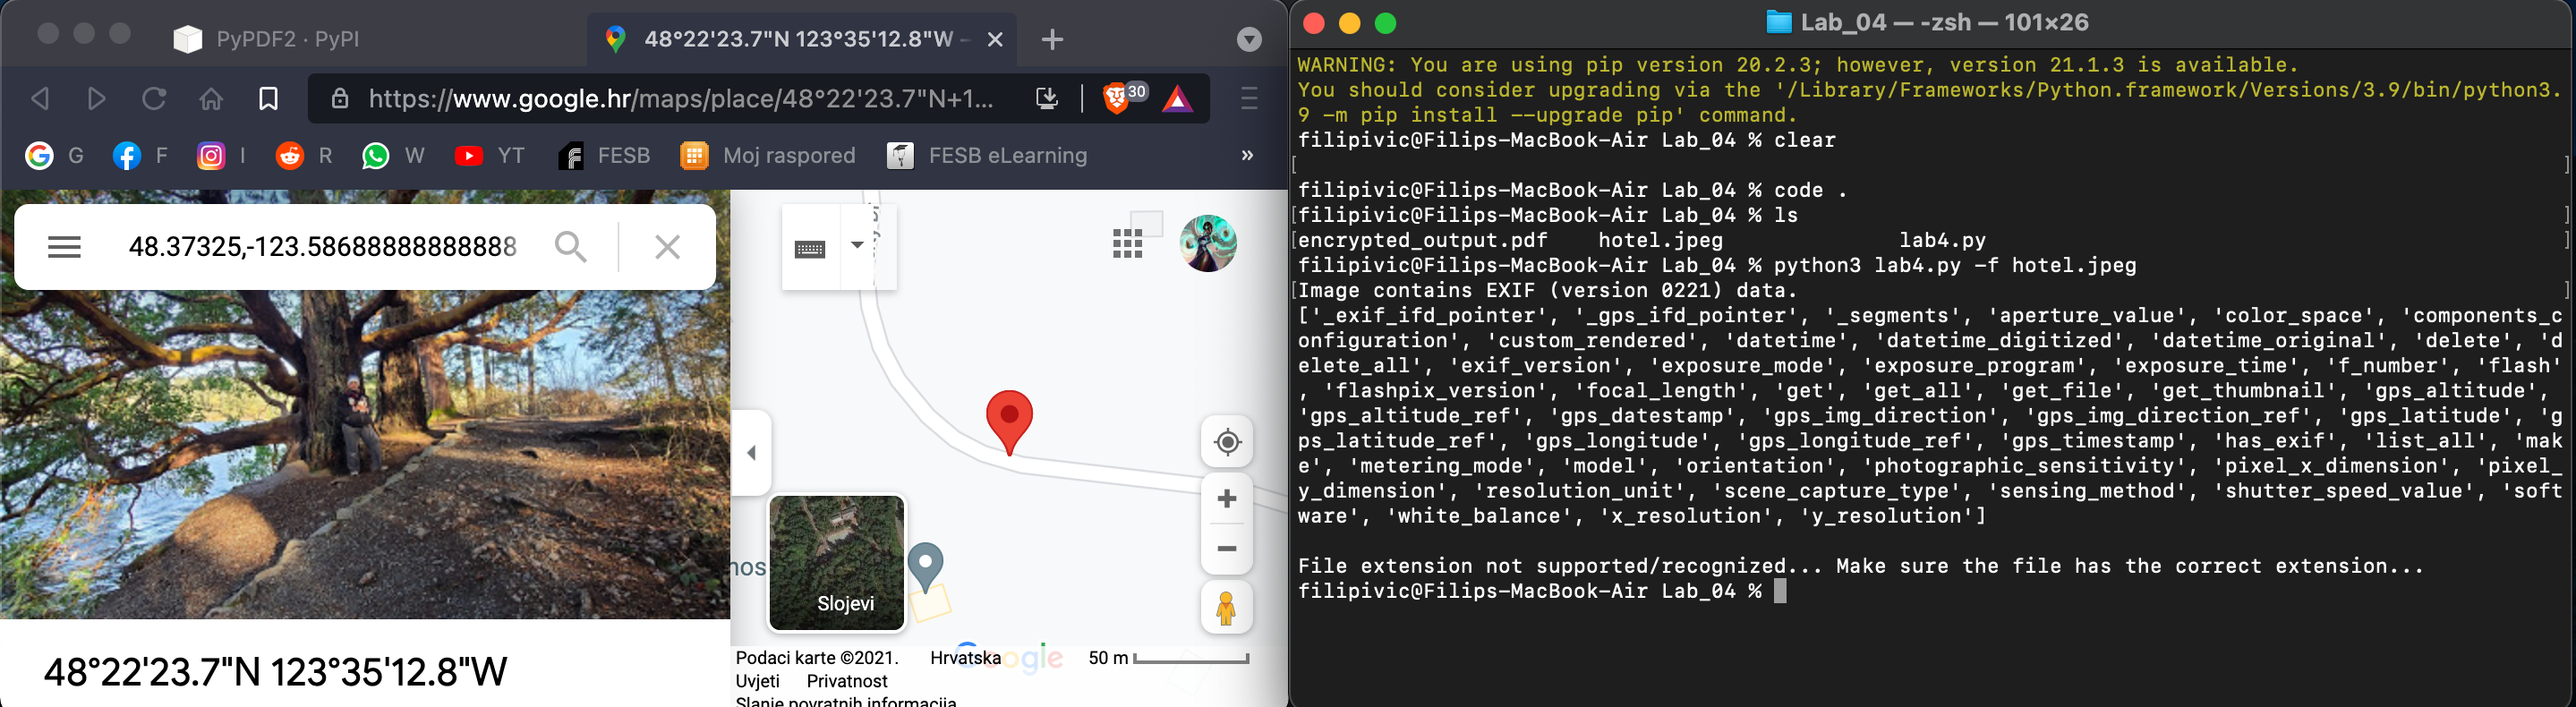 PyPDF2 · PyPI
48°22'23.7"N 123°35'12.8"W
https://www.google.hr/maps/place/48°22'23.7"N+1...
30
G F I R W YT FESB Moj raspored FESB eLearning »
48.37325,-123.58688888888888
Slojevi
48°22'23.7"N 123°35'12.8"W
Google
Podaci karte ©2021. Hrvatska 50 m
Uvjeti Privatnost
Slanje povratnih informacija
Lab_04 — -zsh — 101×26
WARNING: You are using pip version 20.2.3; however, version 21.1.3 is available.
You should consider upgrading via the '/Library/Frameworks/Python.framework/Versions/3.9/bin/python3.
9 -m pip install --upgrade pip' command.
filipivic@Filips-MacBook-Air Lab_04 % clear
[ ]
filipivic@Filips-MacBook-Air Lab_04 % code .
[filipivic@Filips-MacBook-Air Lab_04 % ls ]
[encrypted_output.pdf hotel.jpeg lab4.py ]
filipivic@Filips-MacBook-Air Lab_04 % python3 lab4.py -f hotel.jpeg
[Image contains EXIF (version 0221) data. ]
['_exif_ifd_pointer', '_gps_ifd_pointer', '_segments', 'aperture_value', 'color_space', 'components_c
onfiguration', 'custom_rendered', 'datetime', 'datetime_digitized', 'datetime_original', 'delete', 'd
elete_all', 'exif_version', 'exposure_mode', 'exposure_program', 'exposure_time', 'f_number', 'flash'
, 'flashpix_version', 'focal_length', 'get', 'get_all', 'get_file', 'get_thumbnail', 'gps_altitude',
'gps_altitude_ref', 'gps_datestamp', 'gps_img_direction', 'gps_img_direction_ref', 'gps_latitude', 'g
ps_latitude_ref', 'gps_longitude', 'gps_longitude_ref', 'gps_timestamp', 'has_exif', 'list_all', 'mak
e', 'metering_mode', 'model', 'orientation', 'photographic_sensitivity', 'pixel_x_dimension', 'pixel_
y_dimension', 'resolution_unit', 'scene_capture_type', 'sensing_method', 'shutter_speed_value', 'soft
ware', 'white_balance', 'x_resolution', 'y_resolution']
File extension not supported/recognized... Make sure the file has the correct extension...
filipivic@Filips-MacBook-Air Lab_04 %